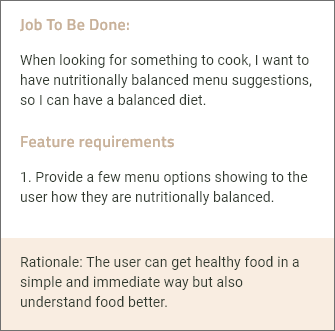 Job To Be Done:
When looking for something to cook, I want to
have nutritionally balanced menu suggestions,
so I can have a balanced diet.
Feature requirements
1. Provide a few menu options showing to the
user how they are nutritionally balanced.
Rationale: The user can get healthy food in a
simple and immediate way but also
understand food better.